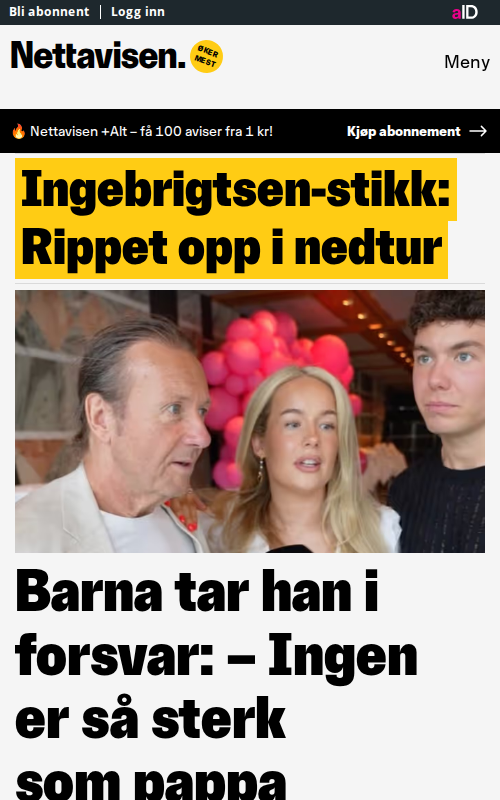 Bli abonnent | Logg inn
aID
Nettavisen.
ØKER
MEST
Meny
🔥 Nettavisen +Alt – få 100 aviser fra 1 kr!
Kjøp abonnement →
Ingebrigtsen-stikk:
Rippet opp i nedtur
Barna tar han i
forsvar: – Ingen
er så sterk
som pappa